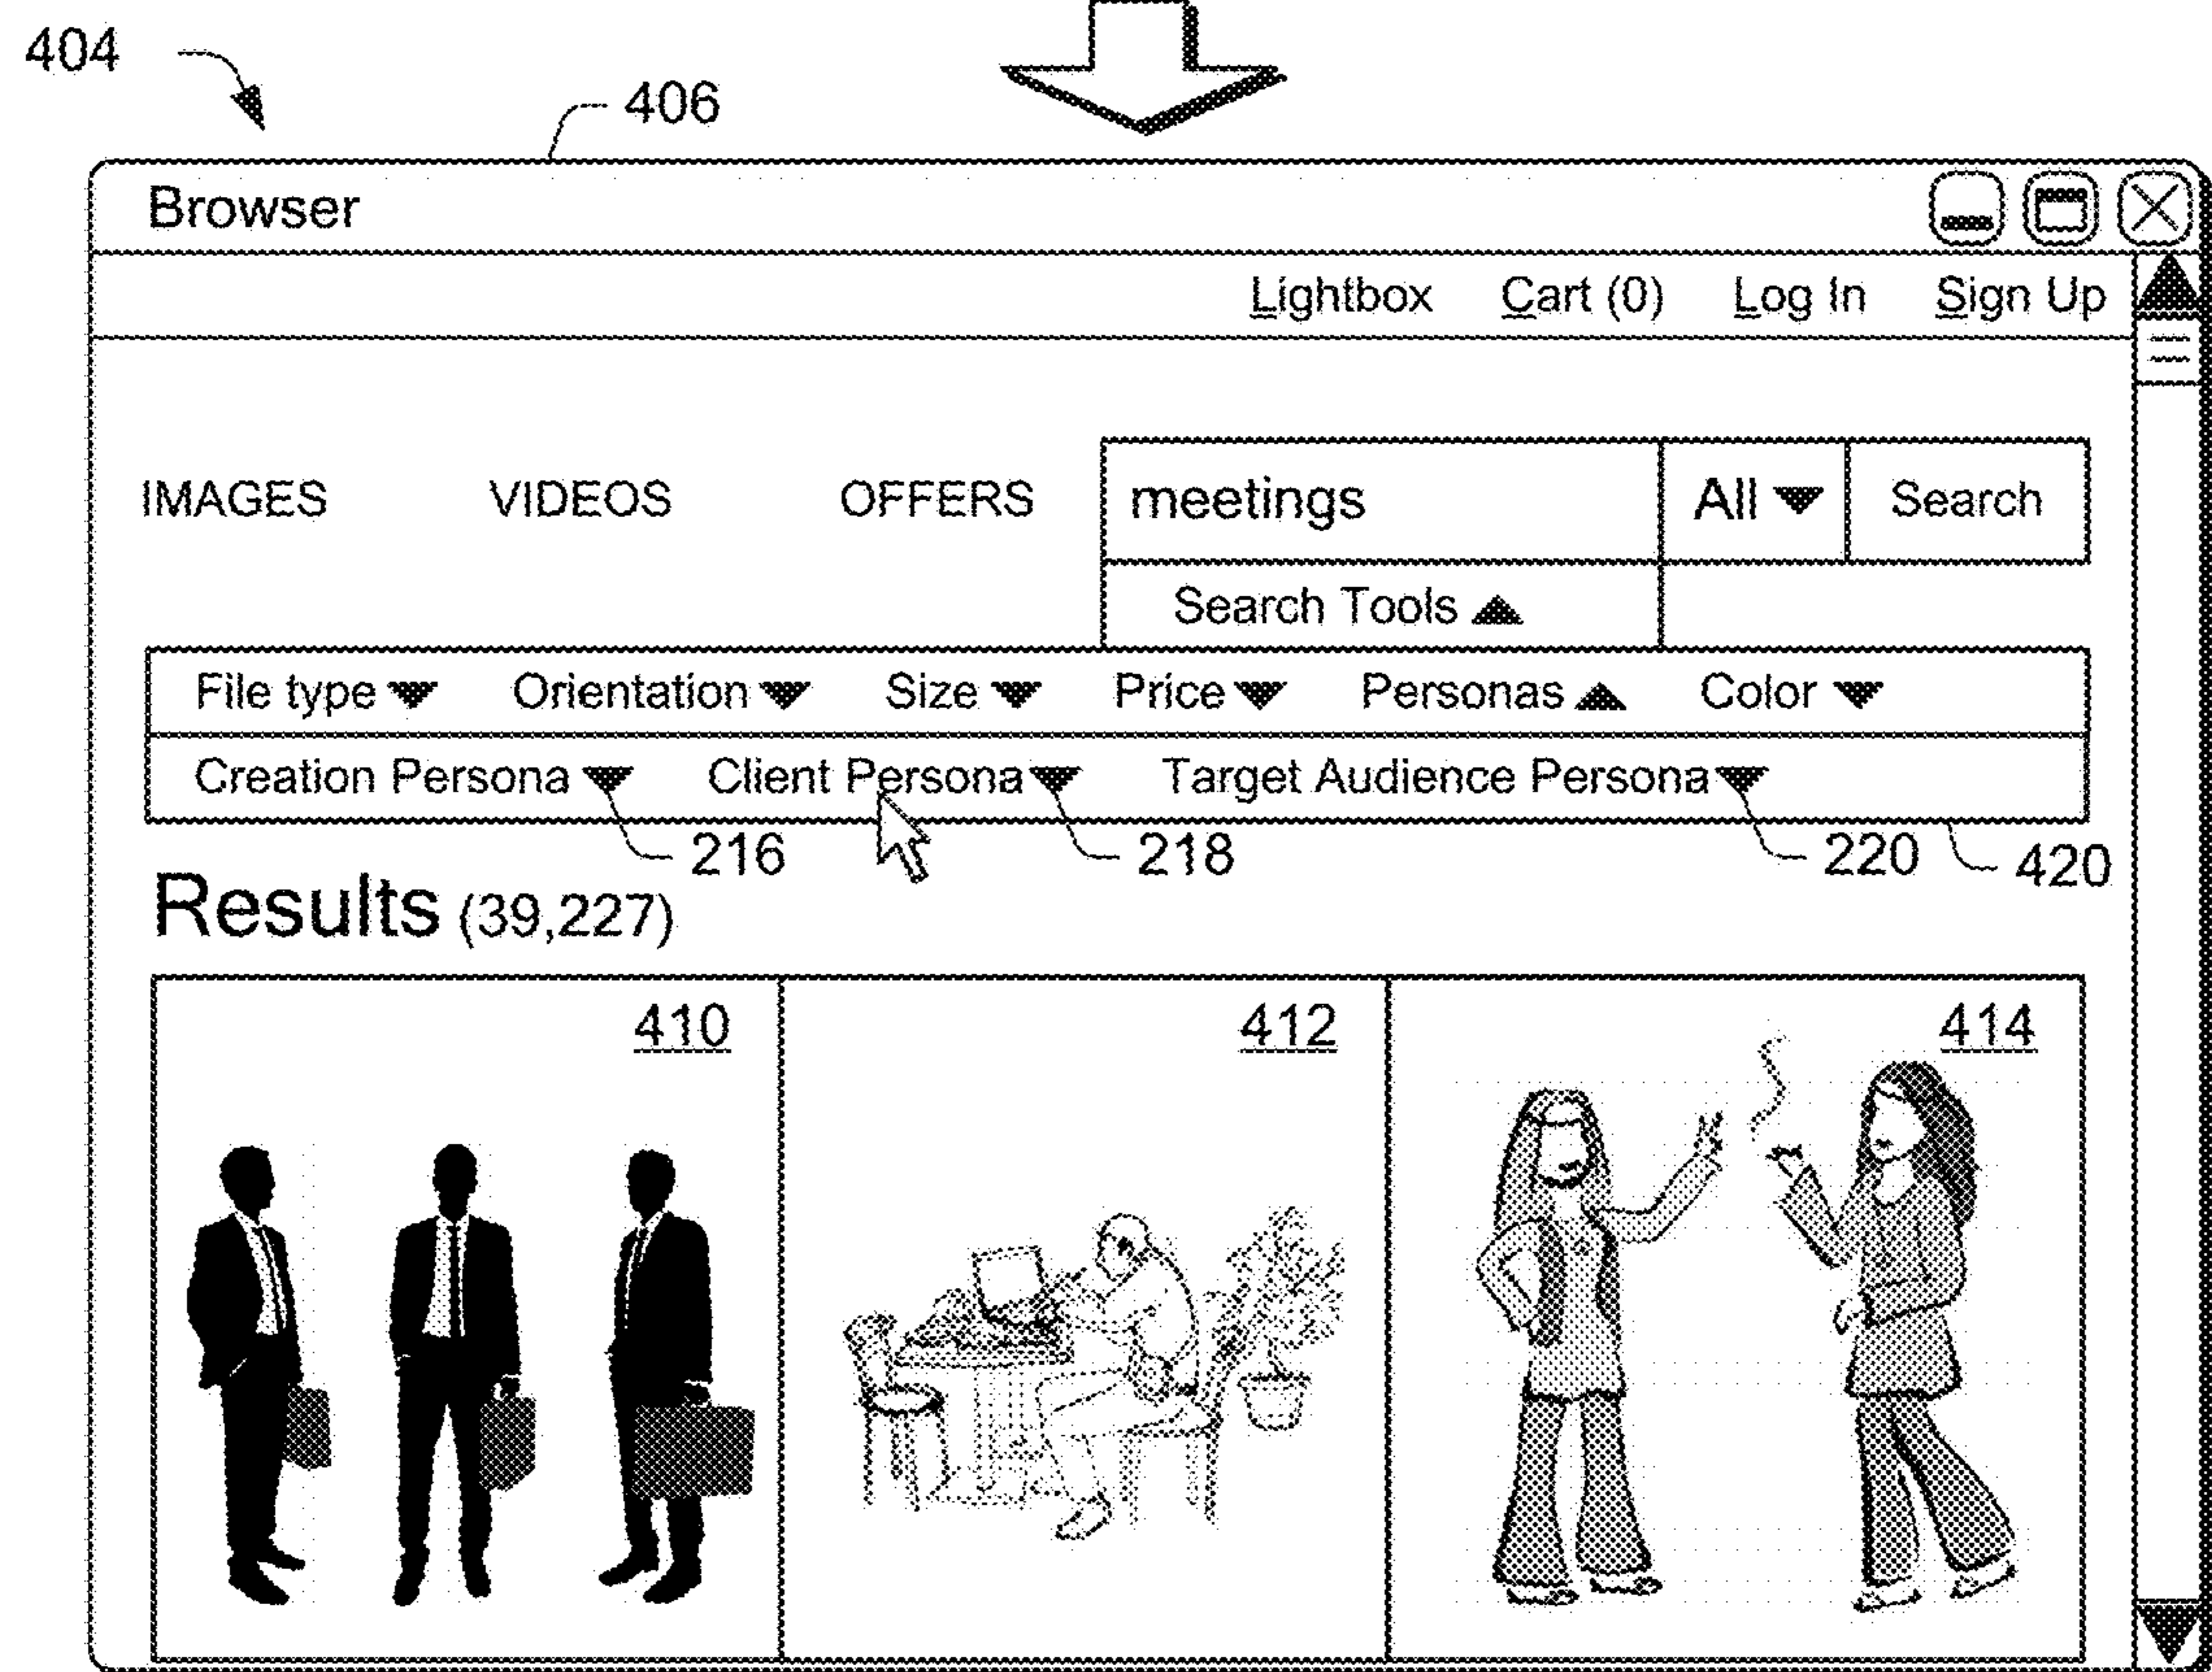 404
406
Browser
Lightbox Cart (0) Log In Sign Up
IMAGES VIDEOS OFFERS meetings All Search
Search Tools
File type Orientation Size Price Personas Color
Creation Persona Client Persona Target Audience Persona
216 218 220 420
Results (39,227)
410 412 414